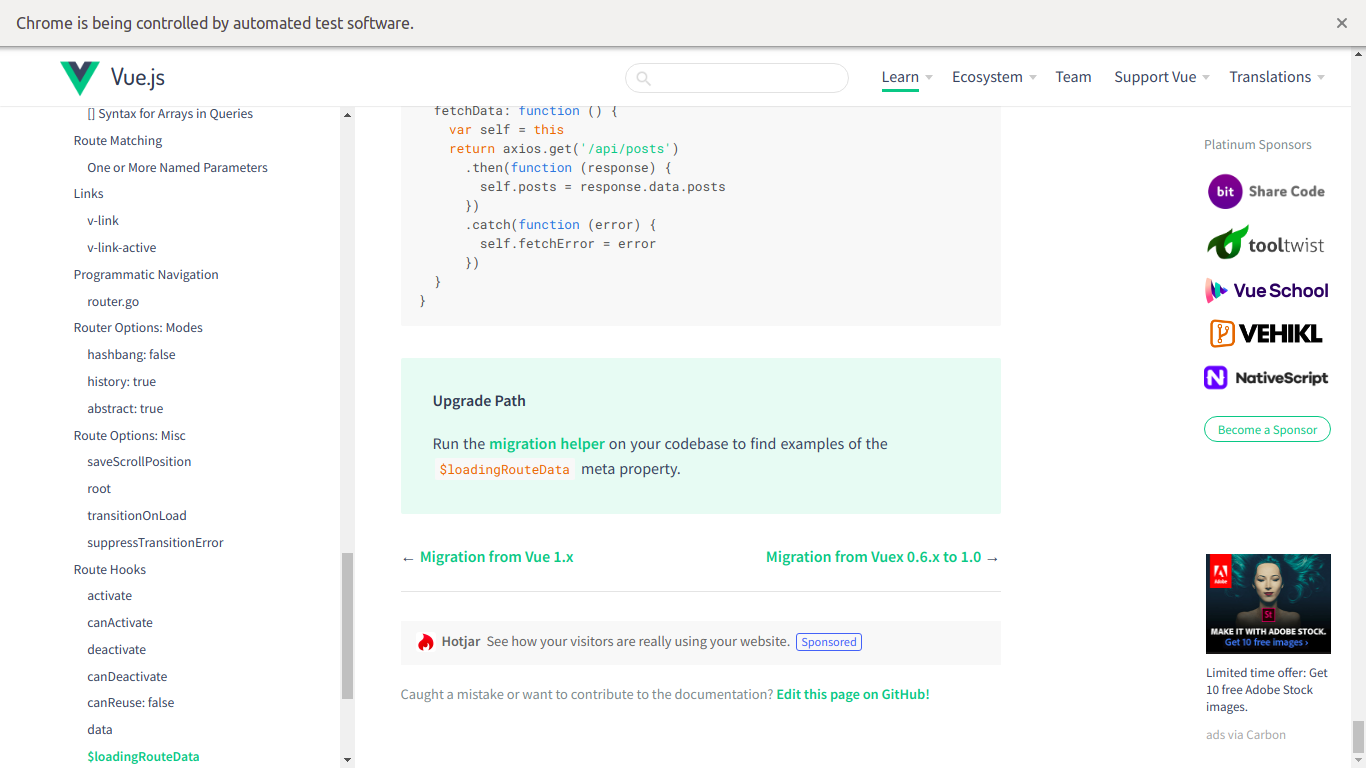 Chrome is being controlled by automated test software.
Vue.js
Learn
Ecosystem
Team
Support Vue
Translations
[] Syntax for Arrays in Queries
Route Matching
One or More Named Parameters
Links
v-link
v-link-active
Programmatic Navigation
router.go
Router Options: Modes
hashbang: false
history: true
abstract: true
Route Options: Misc
saveScrollPosition
root
transitionOnLoad
suppressTransitionError
Route Hooks
activate
canActivate
deactivate
canDeactivate
canReuse: false
data
$loadingRouteData
fetchData: function () {
var self = this
return axios.get('/api/posts')
.then(function (response) {
self.posts = response.data.posts
})
.catch(function (error) {
self.fetchError = error
})
}
}
Upgrade Path
Run the migration helper on your codebase to find examples of the
$loadingRouteData meta property.
← Migration from Vue 1.x
Migration from Vuex 0.6.x to 1.0 →
Hotjar See how your visitors are really using your website. Sponsored
Caught a mistake or want to contribute to the documentation? Edit this page on GitHub!
Platinum Sponsors
bit Share Code
tooltwist
Vue School
VEHIKL
NativeScript
Become a Sponsor
Adobe
St
MAKE IT WITH ADOBE STOCK.
Get 10 free images ›
Limited time offer: Get
10 free Adobe Stock
images.
ads via Carbon